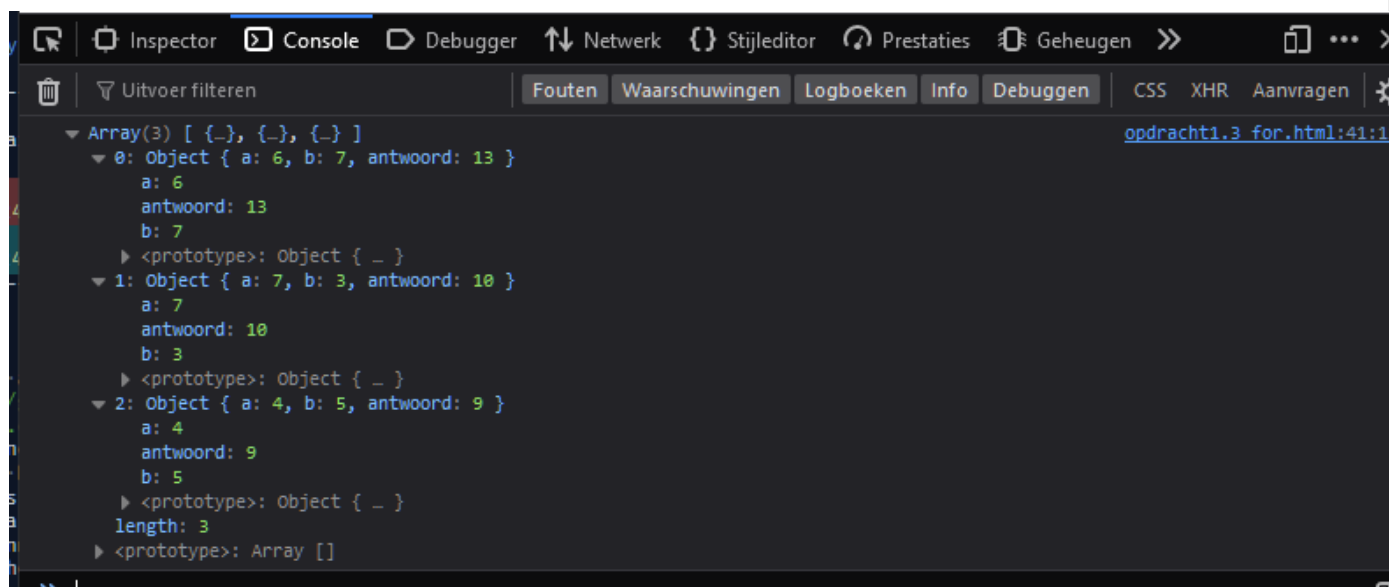 Inspector Console Debugger Netwerk {} Stijleditor Prestaties Geheugen
Uitvoer filteren Fouten Waarschuwingen Logboeken Info Debuggen CSS XHR Aanvragen
Array(3) [ {…}, {…}, {…} ] opdracht1.3 for.html:41:1
0: Object { a: 6, b: 7, antwoord: 13 }
a: 6
antwoord: 13
b: 7
<prototype>: Object { … }
1: Object { a: 7, b: 3, antwoord: 10 }
a: 7
antwoord: 10
b: 3
<prototype>: Object { … }
2: Object { a: 4, b: 5, antwoord: 9 }
a: 4
antwoord: 9
b: 5
<prototype>: Object { … }
length: 3
<prototype>: Array []